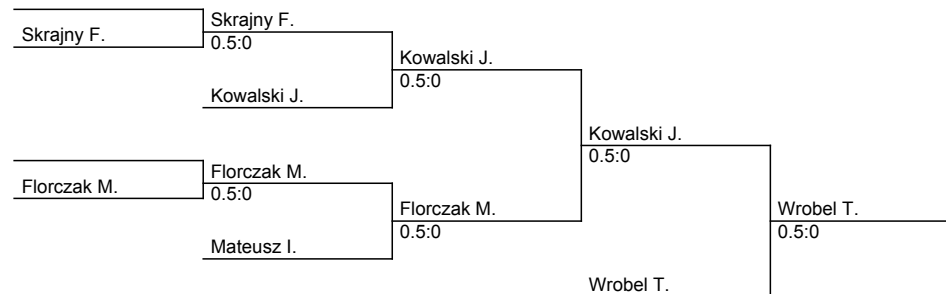 Skrajny F.
Skrajny F.
0.5:0
Kowalski J.
Kowalski J.
0.5:0
Kowalski J.
0.5:0
Florczak M.
Florczak M.
0.5:0
Florczak M.
0.5:0
Wrobel T.
0.5:0
Mateusz I.
Wrobel T.